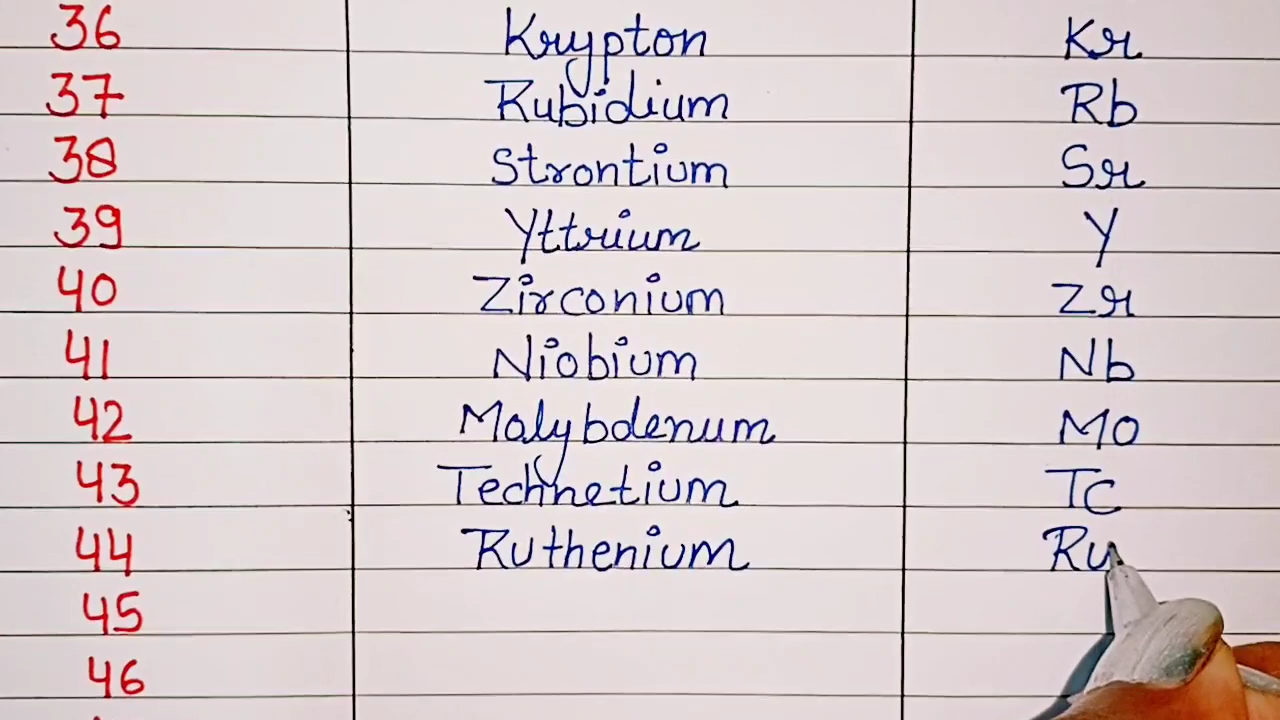 36 Krypton Kr
37 Rubidium Rb
38 Strontium Sr
39 Yttrium Y
40 Zirconium Zr
41 Niobium Nb
42 Molybdenum Mo
43 Technetium Tc
44 Ruthenium Ru
45
46